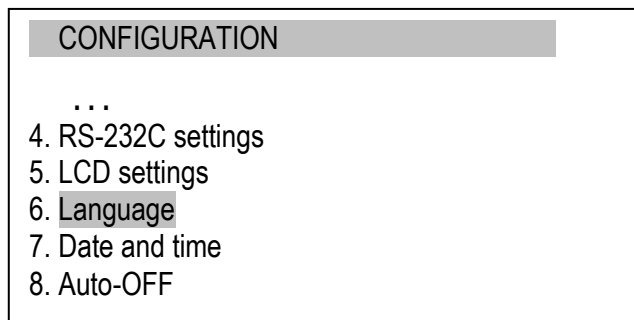 CONFIGURATION
...
4. RS-232C settings
5. LCD settings
6. Language
7. Date and time
8. Auto-OFF